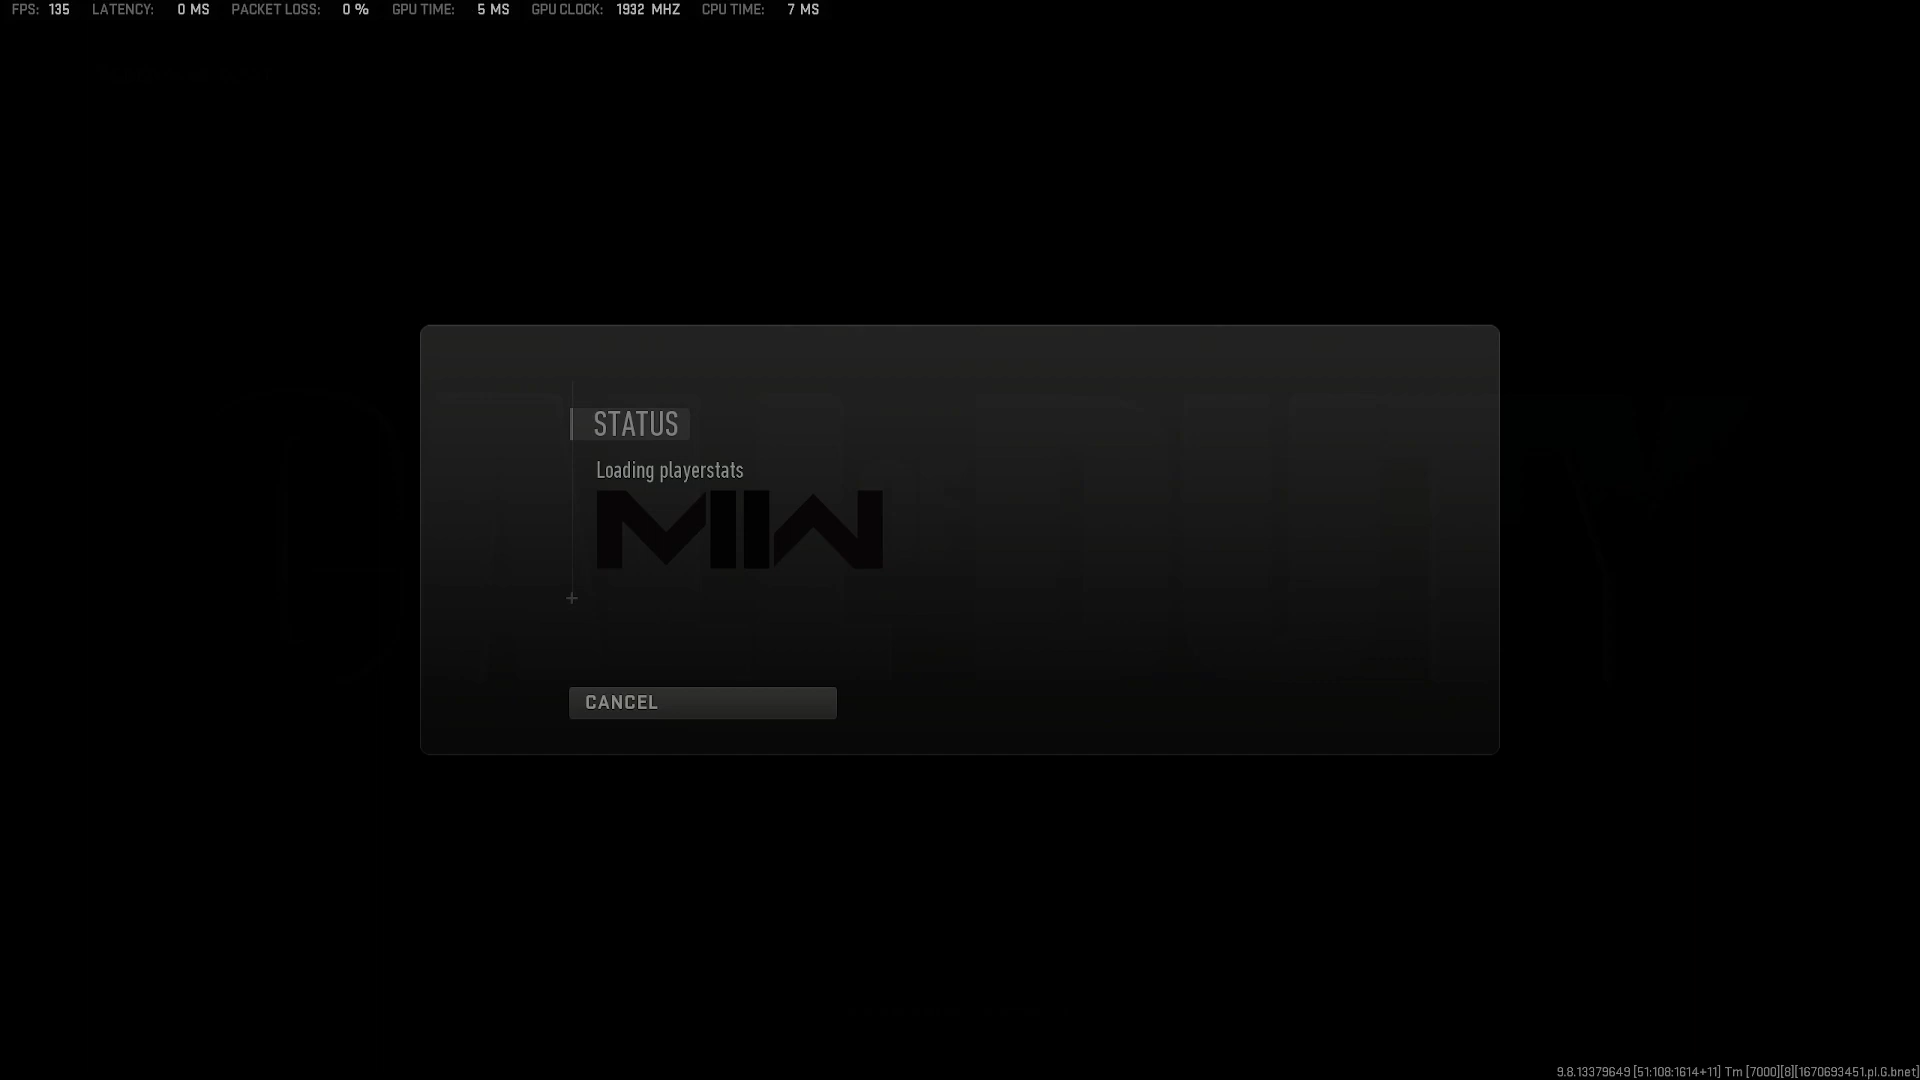 FPS: 135 LATENCY: 0 MS PACKET LOSS: 0 % GPU TIME: 5 MS GPU CLOCK: 1932 MHZ CPU TIME: 7 MS
STATUS
Loading playerstats
MIIW
CANCEL
9.8.13379649 [51:108:1614+11] Tm [7000][8][1670693451.pl.G.bnet]